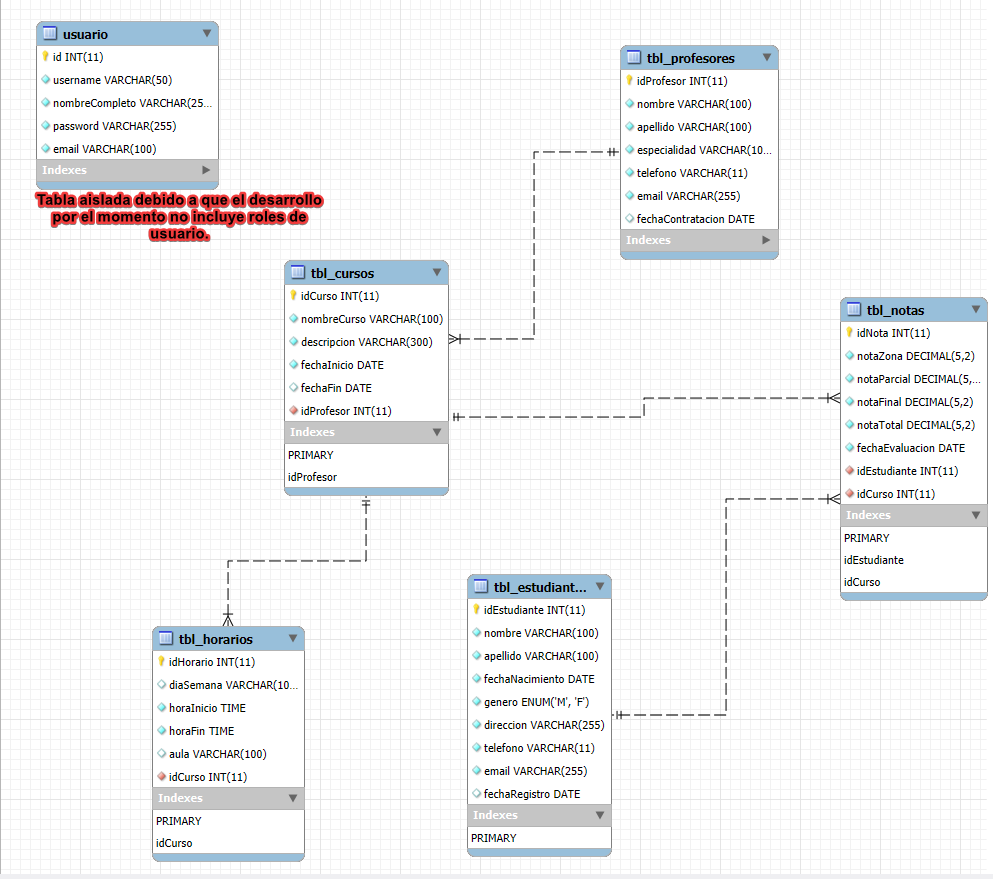 usuario
id INT(11)
username VARCHAR(50)
nombreCompleto VARCHAR(25...
password VARCHAR(255)
email VARCHAR(100)
Indexes
Tabla aislada debido a que el desarrollo
por el momento no incluye roles de
usuario.
tbl_profesores
idProfesor INT(11)
nombre VARCHAR(100)
apellido VARCHAR(100)
especialidad VARCHAR(10...
telefono VARCHAR(11)
email VARCHAR(255)
fechaContratacion DATE
Indexes
tbl_cursos
idCurso INT(11)
nombreCurso VARCHAR(100)
descripcion VARCHAR(300)
fechaInicio DATE
fechaFin DATE
idProfesor INT(11)
Indexes
PRIMARY
idProfesor
tbl_notas
idNota INT(11)
notaZona DECIMAL(5,2)
notaParcial DECIMAL(5,...
notaFinal DECIMAL(5,2)
notaTotal DECIMAL(5,2)
fechaEvaluacion DATE
idEstudiante INT(11)
idCurso INT(11)
Indexes
PRIMARY
idEstudiante
idCurso
tbl_estudiant...
idEstudiante INT(11)
nombre VARCHAR(100)
apellido VARCHAR(100)
fechaNacimiento DATE
genero ENUM('M', 'F')
direccion VARCHAR(255)
telefono VARCHAR(11)
email VARCHAR(255)
fechaRegistro DATE
Indexes
PRIMARY
tbl_horarios
idHorario INT(11)
diaSemana VARCHAR(10...
horaInicio TIME
horaFin TIME
aula VARCHAR(100)
idCurso INT(11)
Indexes
PRIMARY
idCurso